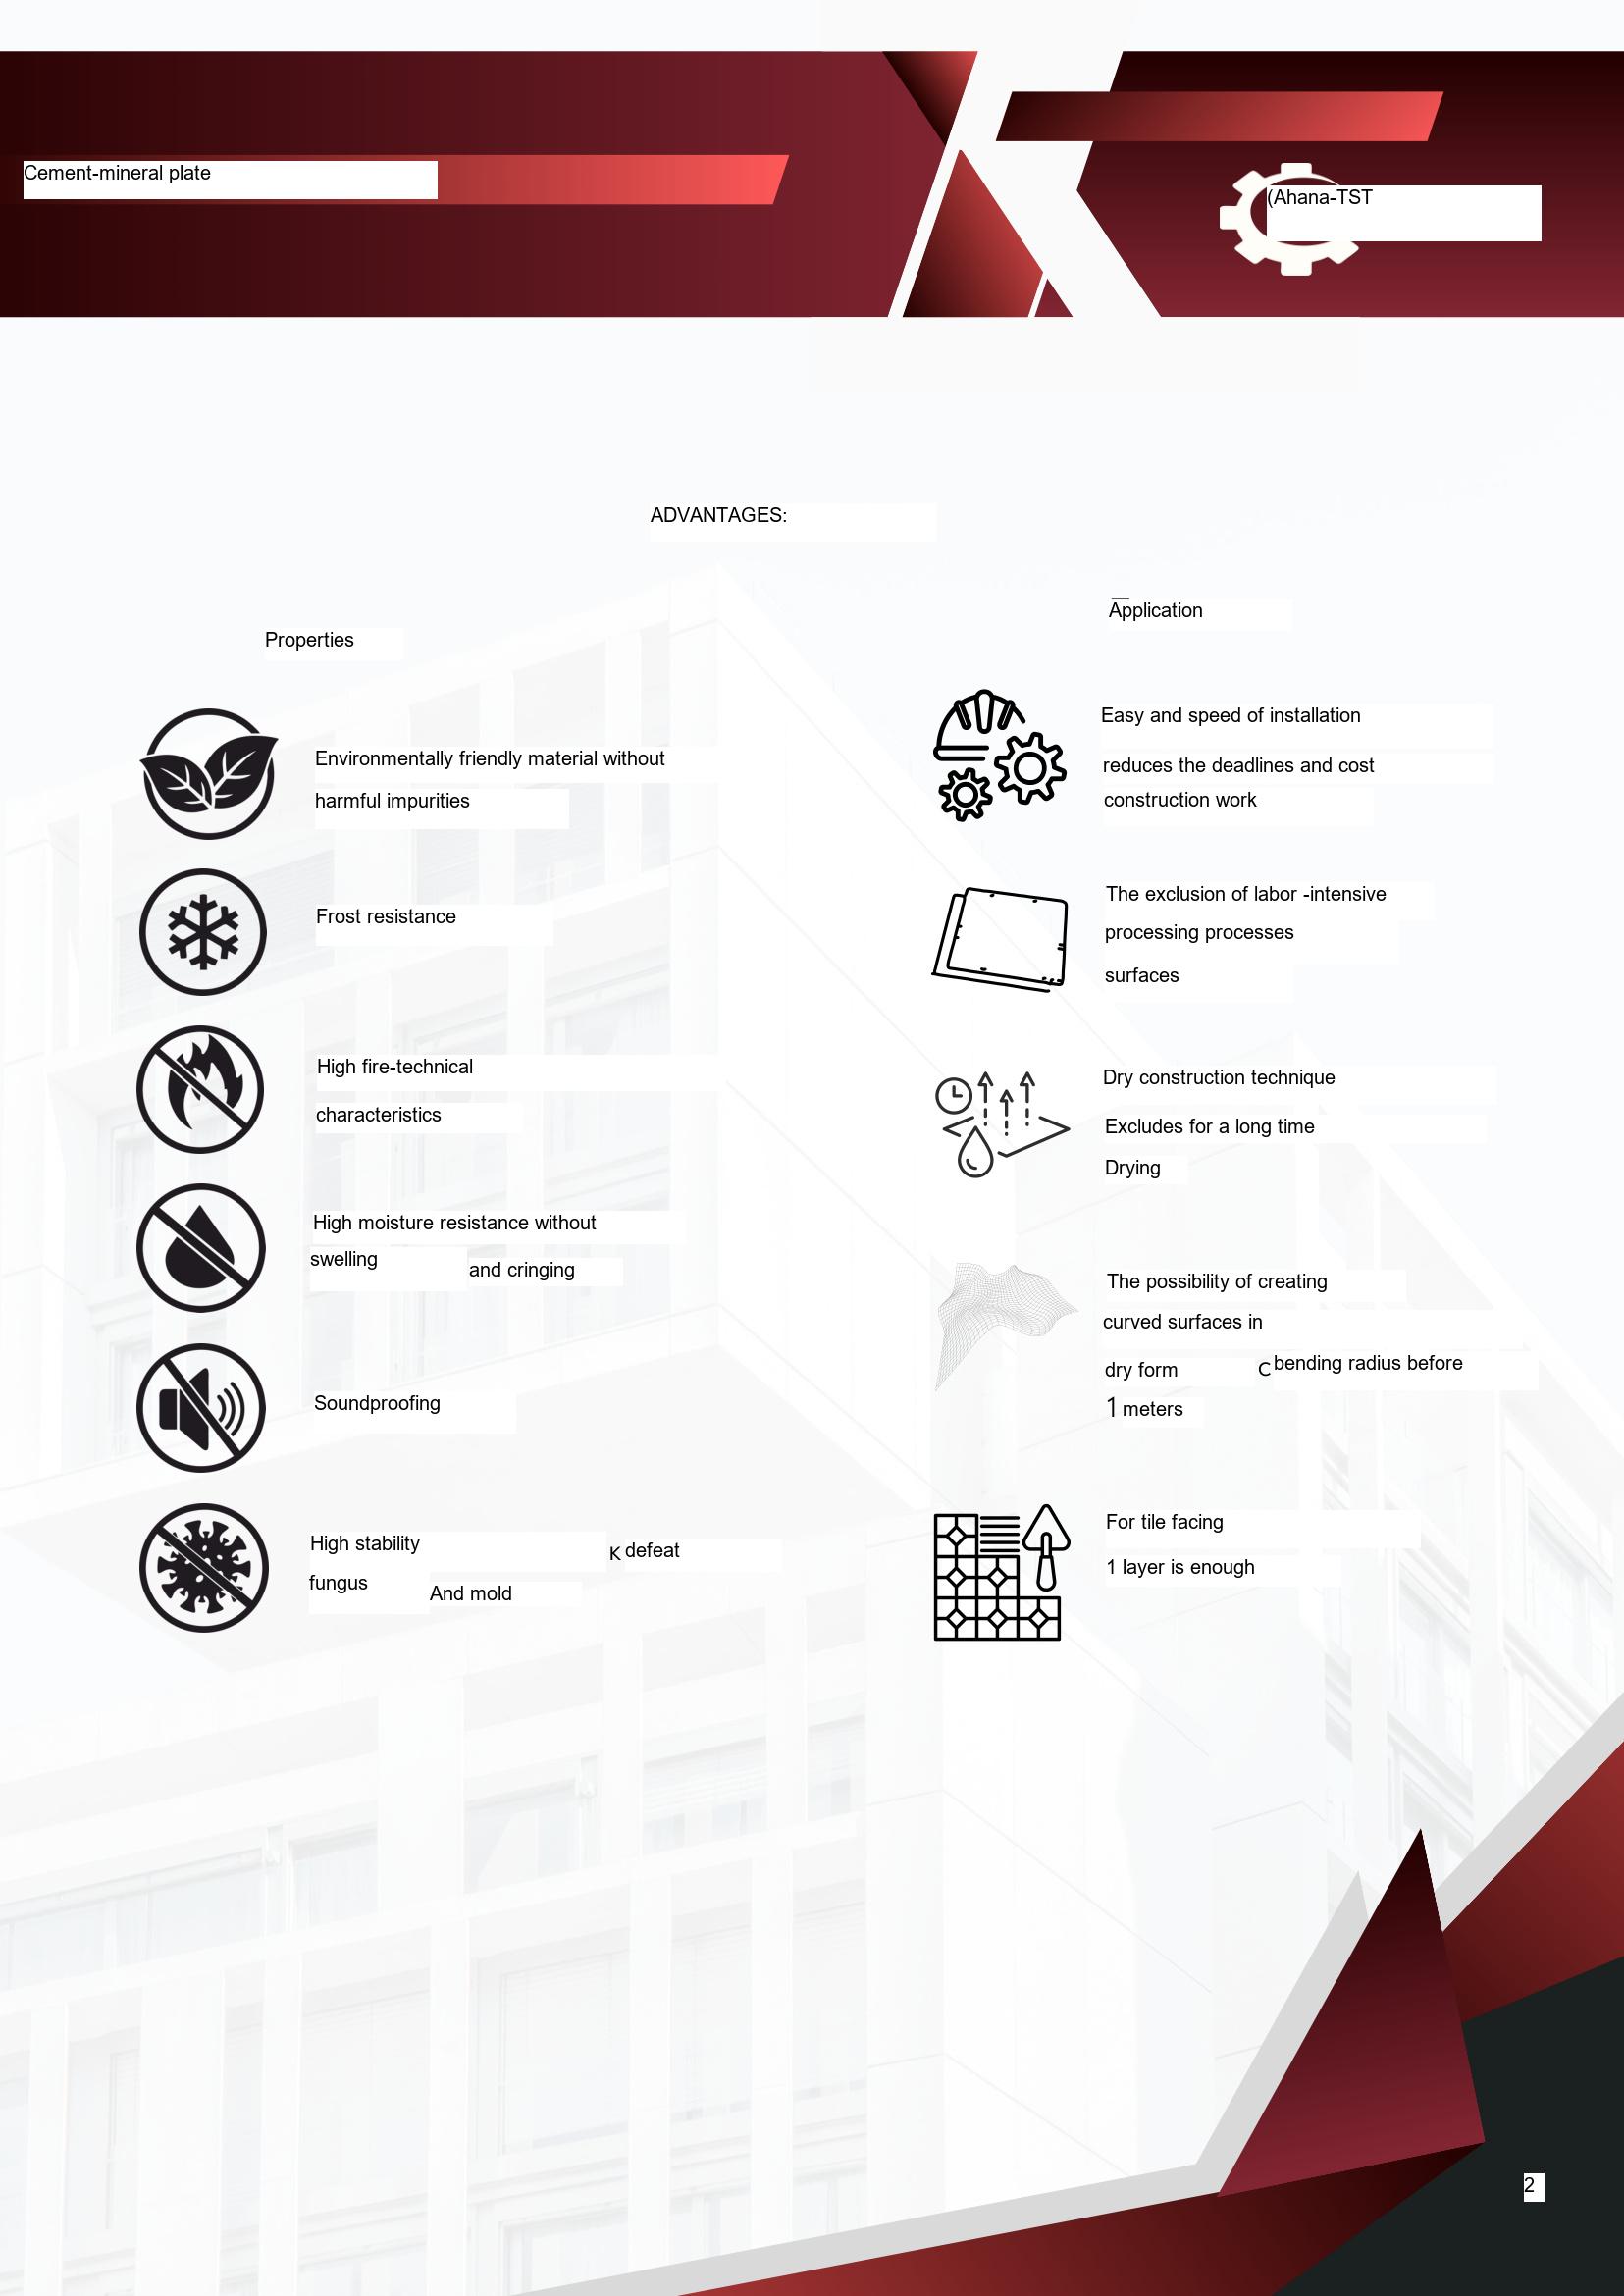 Cement-mineral plate
(Ahana-TST
ADVANTAGES:
Properties
Environmentally friendly material without
harmful impurities
Frost resistance
High fire-technical
characteristics
High moisture resistance without
swelling and cringing
Soundproofing
High stability К defeat
fungus And mold
Application
Easy and speed of installation
reduces the deadlines and cost
construction work
The exclusion of labor -intensive
processing processes
surfaces
Dry construction technique
Excludes for a long time
Drying
The possibility of creating
curved surfaces in
dry form С bending radius before
1 meters
For tile facing
1 layer is enough
2